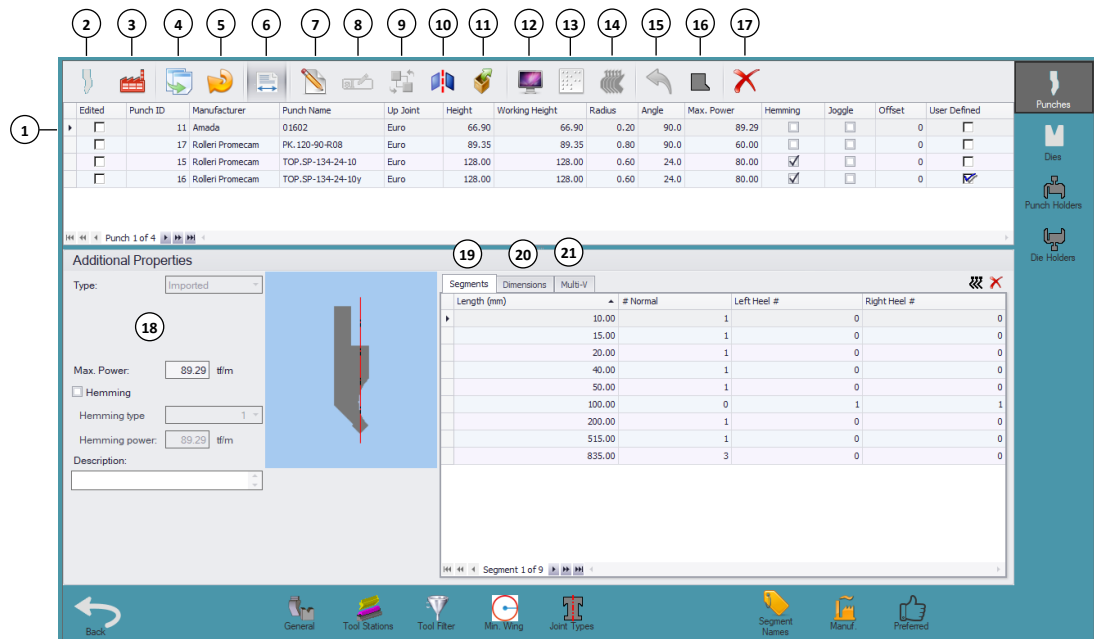 2 3 4 5 6 7 8 9 10 11 12 13 14 15 16 17
Punches
Edited Punch ID Manufacturer Punch Name Up Joint Height Working Height Radius Angle Max. Power Hemming Joggle Offset User Defined
1
11 Amada 01602 Euro 66.90 66.90 0.20 90.0 89.29 0
17 Rolleri Promecam PK.120-90-R08 Euro 89.35 89.35 0.80 90.0 60.00 0
15 Rolleri Promecam TOP.SP-134-24-10 Euro 128.00 128.00 0.60 24.0 80.00 0
16 Rolleri Promecam TOP.SP-134-24-10y Euro 128.00 128.00 0.60 24.0 80.00 0
Dies
Punch Holders
Die Holders
Punch 1 of 4
Additional Properties
19 20 21
Type: Imported
Segments Dimensions Multi-V
Length (mm) # Normal Left Heel # Right Heel #
10.00 1 0 0
15.00 1 0 0
20.00 1 0 0
40.00 1 0 0
50.00 1 0 0
100.00 0 1 1
200.00 1 0 0
515.00 1 0 0
835.00 3 0 0
18
Max. Power: 89.29 tf/m
Hemming
Hemming type 1
Hemming power: 89.29 tf/m
Description:
Segment 1 of 9
Back
General
Tool Stations
Tool Filter
Min. Wing
Joint Types
Segment
Names
Manuf.
Preferred